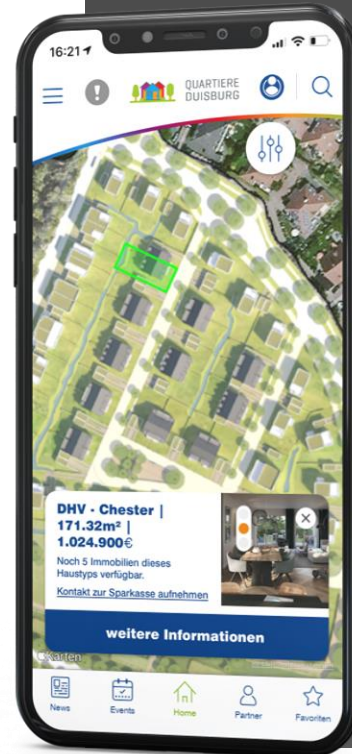 16:21
QUARTIERE
DUISBURG
DHV - Chester |
171.32m² |
1.024.900€
Noch 5 Immobilien dieses
Haustyps verfügbar.
Kontakt zur Sparkasse aufnehmen
weitere Informationen
Karten
News
Events
Home
Partner
Favoriten